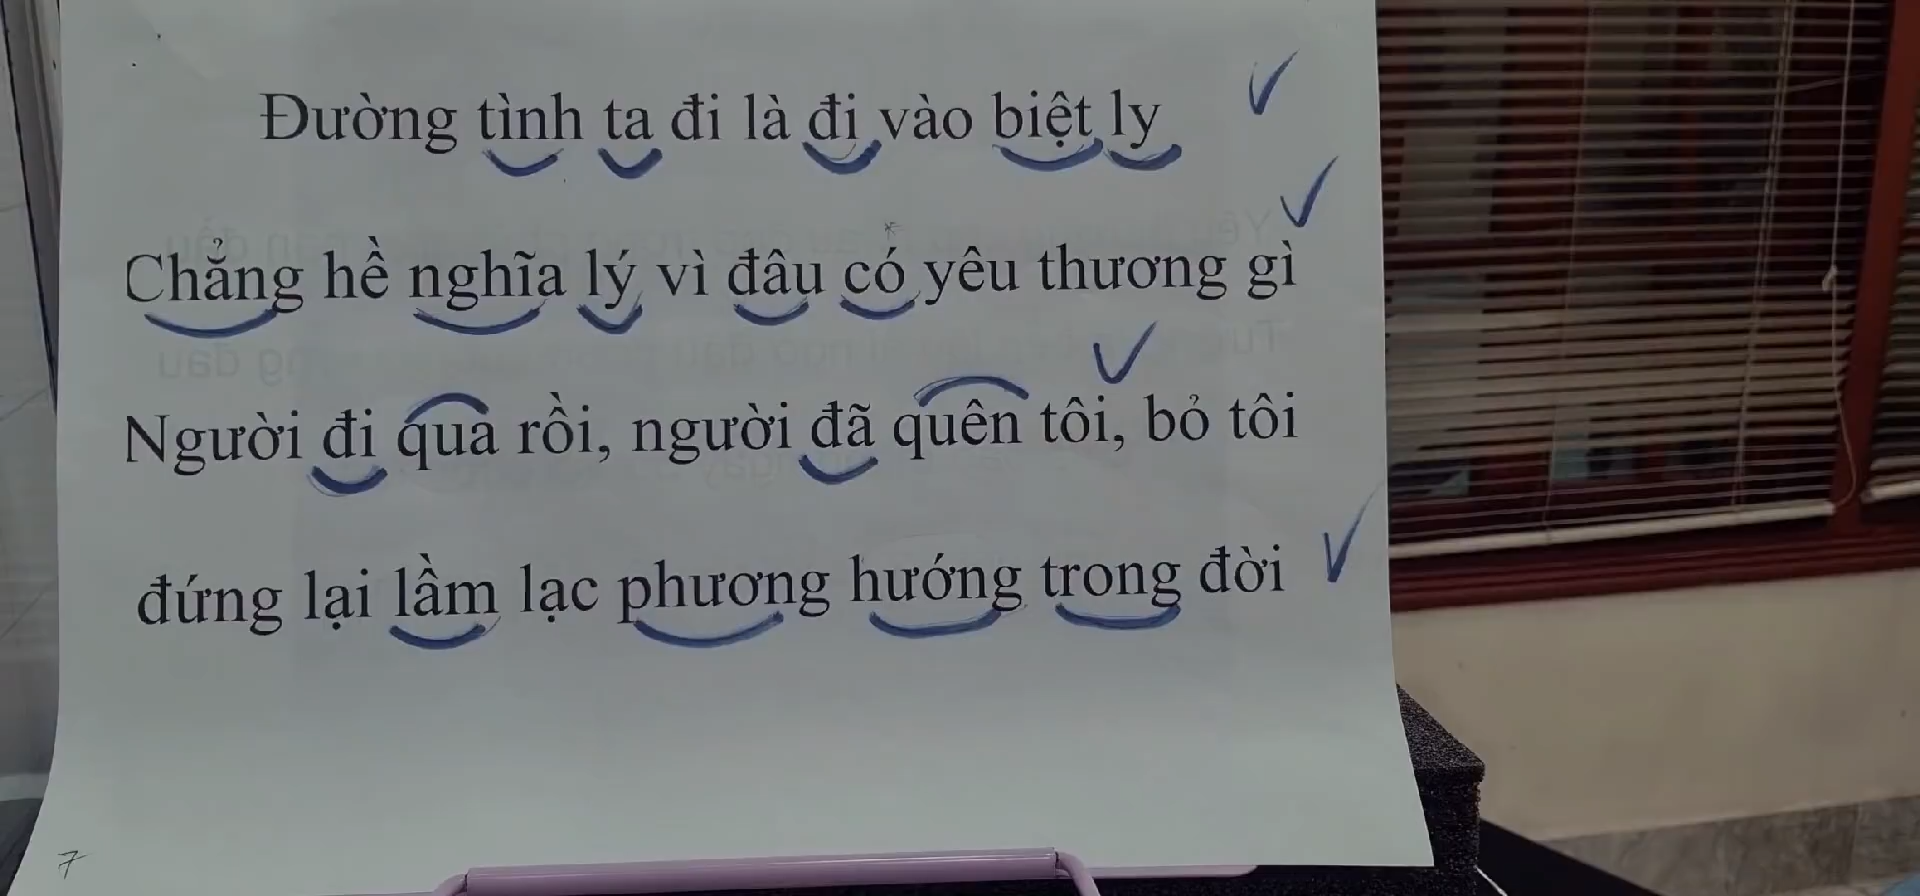 Đường tình ta đi là đi vào biệt ly
Chẳng hề nghĩa lý vì đâu có yêu thương gì
Người đi qua rồi, người đã quên tôi, bỏ tôi
đứng lại lầm lạc phương hướng trong đời
7